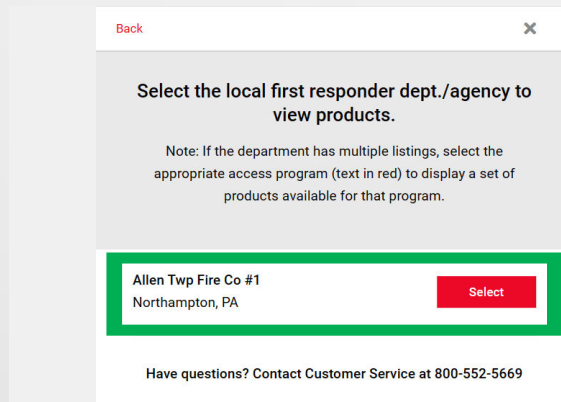 Back
Select the local first responder dept./agency to
view products.
Note: If the department has multiple listings, select the
appropriate access program (text in red) to display a set of
products available for that program.
Allen Twp Fire Co #1
Northampton, PA
Select
Have questions? Contact Customer Service at 800-552-5669